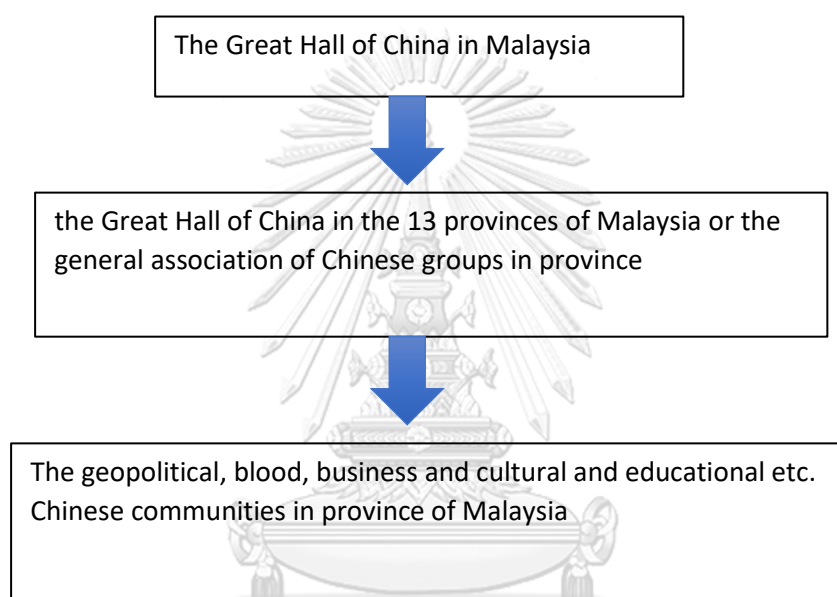 The Great Hall of China in Malaysia
the Great Hall of China in the 13 provinces of Malaysia or the
general association of Chinese groups in province
The geopolitical, blood, business and cultural and educational etc.
Chinese communities in province of Malaysia